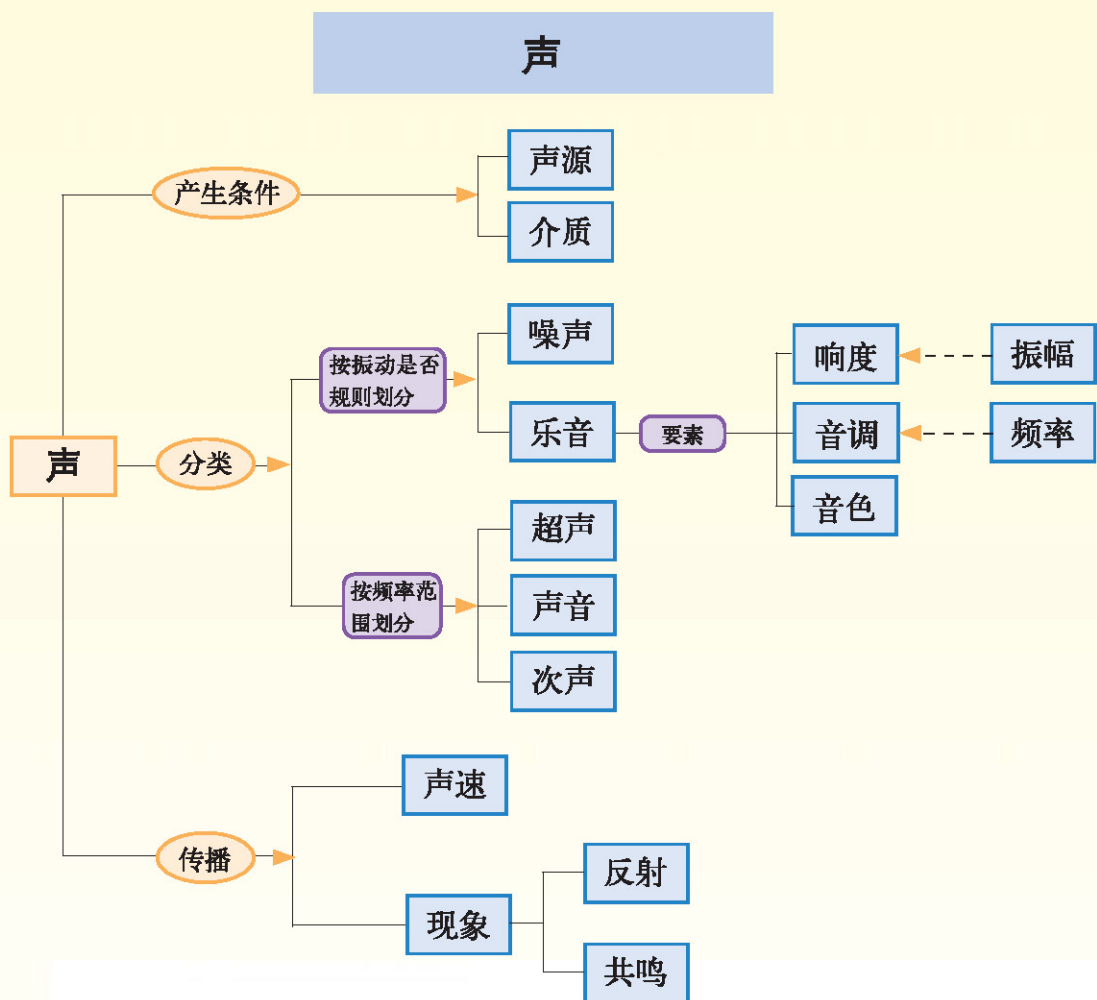 声
产生条件
声源
介质
声
分类
按振动是否
规则划分
噪声
乐音
要素
响度
振幅
音调
频率
音色
按频率范
围划分
超声
声音
次声
传播
声速
现象
反射
共鸣